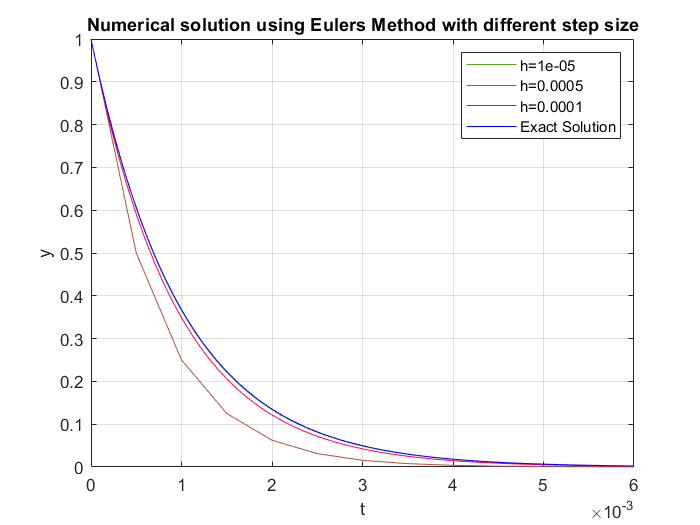 Numerical solution using Eulers Method with different step size
1
0.9
0.8
0.7
0.6
0.5
0.4
0.3
0.2
0.1
0
y
h=1e-05
h=0.0005
h=0.0001
Exact Solution
0 1 2 3 4 5 6
t
×10-3